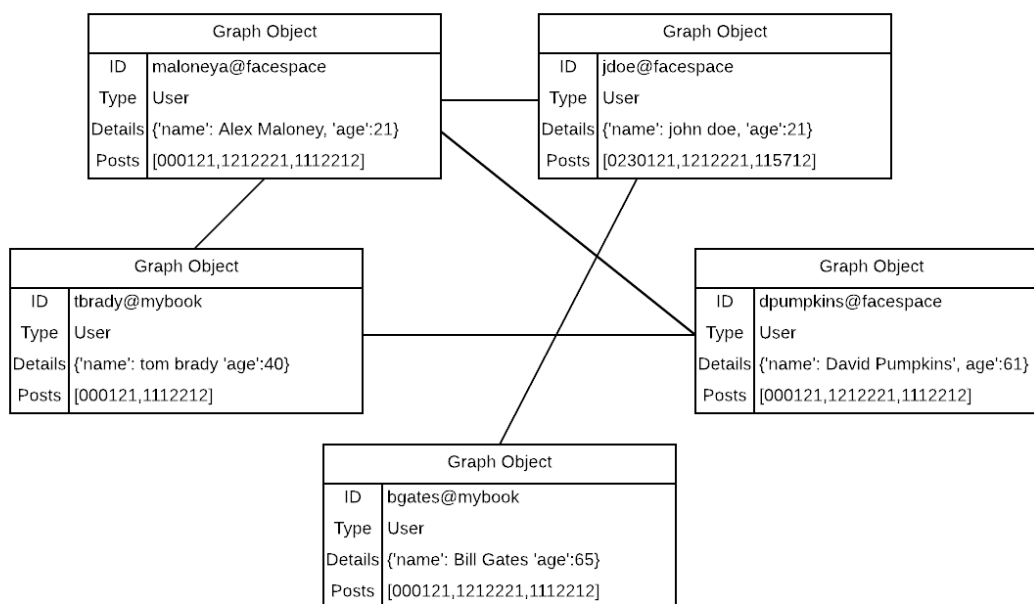 Graph Object
ID maloneya@facespace
Type User
Details {'name': Alex Maloney, 'age':21}
Posts [000121,1212221,1112212]
Graph Object
ID jdoe@facespace
Type User
Details {'name': john doe, 'age':21}
Posts [0230121,1212221,115712]
Graph Object
ID tbrady@mybook
Type User
Details {'name': tom brady 'age':40}
Posts [000121,1112212]
Graph Object
ID dpumpkins@facespace
Type User
Details {'name': David Pumpkins', age':61}
Posts [000121,1212221,1112212]
Graph Object
ID bgates@mybook
Type User
Details {'name': Bill Gates 'age':65}
Posts [000121,1212221,1112212]